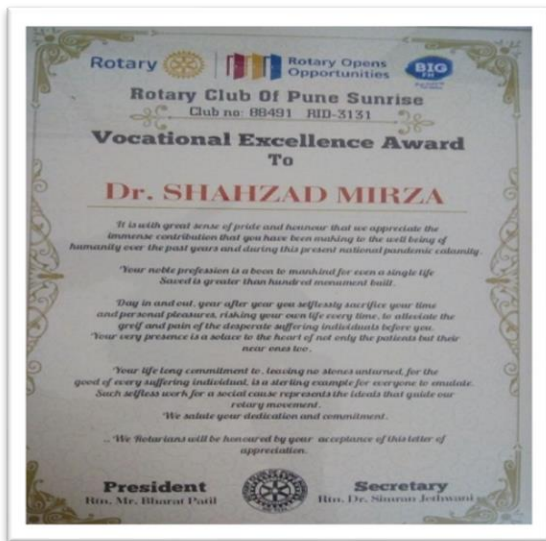 Rotary
Rotary Opens
Opportunities
BIG
FM
Rotary Club Of Pune Sunrise
Club no: 88491 RID-3131
Vocational Excellence Award
To
Dr. SHAHZAD MIRZA
It is with great sense of pride and hounour that we appreciate the
immense contribution that you have been making to the well being of
humanity over the past years and during this present national pandemic calamity.
Your noble profession is a boon to mankind for even a single life
Saved is greater than hundred monument built.
Day in and out, year after year you selflessly sacrifice your time
and personal pleasures, risking your own life every time, to alleviate the
greif and pain of the desperate suffering individuals before you.
Your very presence is a solace to the heart of not only the patients but their
near ones too.
Your life long commitment to, leaving no stones unturned, for the
good of every suffering individual, is a sterling example for everyone to emulate.
Such selfless work for a social cause represents the ideals that guide our
rotary movement.
We salute your dedication and commitment.
.. We Rotarians will be honoured by your acceptance of this letter of
appreciation.
President
Rtn. Mr. Bharat Patil
Secretary
Rtn. Dr. Simran Jethwani